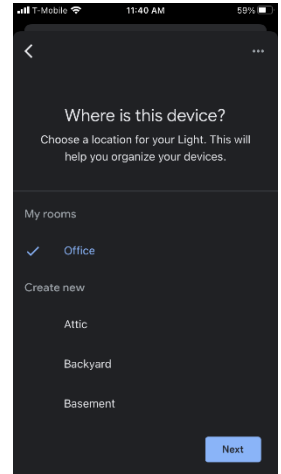 T-Mobile 11:40 AM 59%
Where is this device?
Choose a location for your Light. This will
help you organize your devices.
My rooms
Office
Create new
Attic
Backyard
Basement
Next